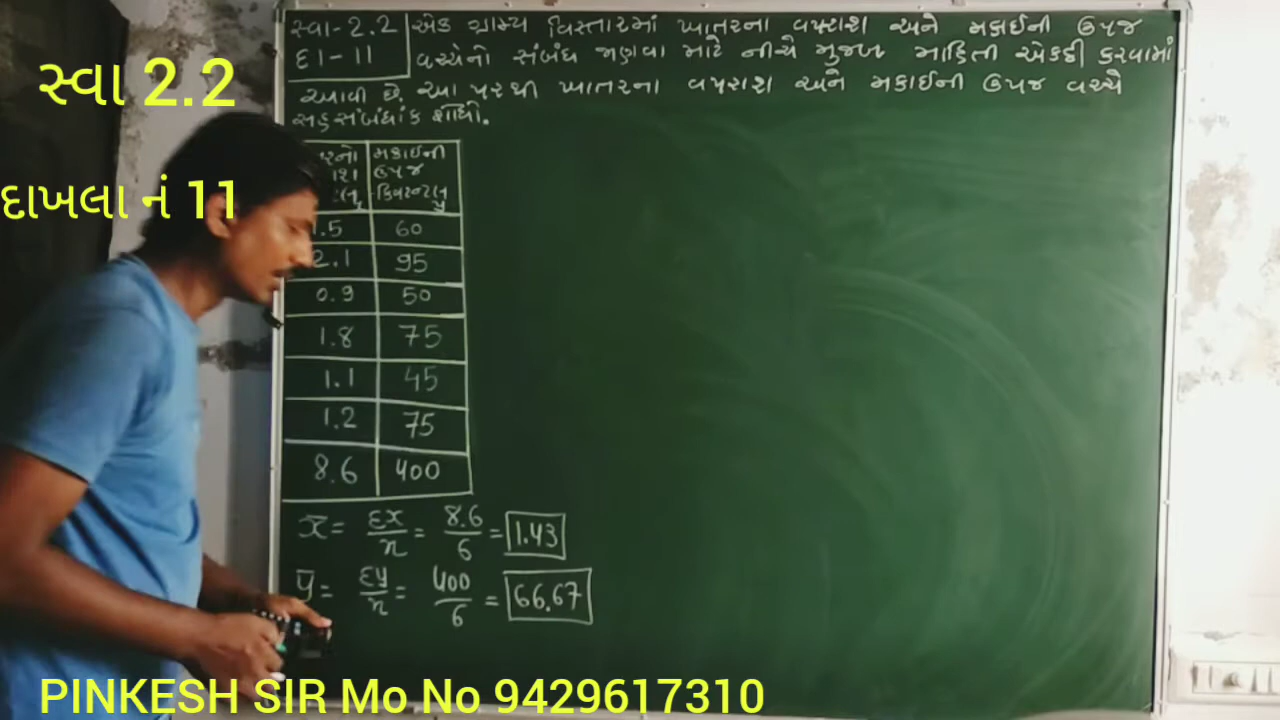 સ્વા-2.2
દા-11
એક ગ્રામ્ય વિસ્તારમાં ખાતરના વપરાશ અને મકાઈની ઉપજ
વચ્ચેનો સંબંધ જાણવા માટે નીચે મુજબ માહિતી એકઠી કરવામાં
આવી છે. આ પરથી ખાતરના વપરાશ અને મકાઈની ઉપજ વચ્ચે
સહસંબંધાંક શોધો.
સ્વા 2.2
દાખલા નં 11
મકાઈની
ઉપજ
.5 60
2.1 95
0.9 50
1.8 75
1.1 45
1.2 75
8.6 400
x̄ = Σx/n = 8.6/6 = 1.43
ȳ = Σy/n = 400/6 = 66.67
PINKESH SIR Mo No 9429617310